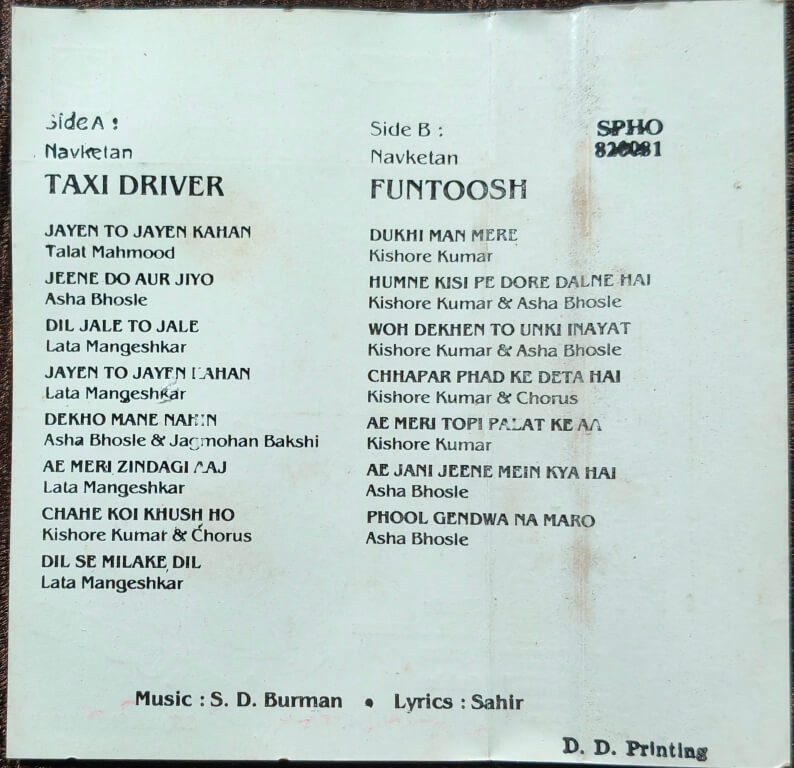 Side A :
Navketan
TAXI DRIVER
JAYEN TO JAYEN KAHAN
Talat Mahmood
JEENE DO AUR JIYO
Asha Bhosle
DIL JALE TO JALE
Lata Mangeshkar
JAYEN TO JAYEN KAHAN
Lata Mangeshkar
DEKHO MANE NAHIN
Asha Bhosle & Jagmohan Bakshi
AE MERI ZINDAGI AAJ
Lata Mangeshkar
CHAHE KOI KHUSH HO
Kishore Kumar & Chorus
DIL SE MILAKE DIL
Lata Mangeshkar
Side B :
Navketan
FUNTOOSH
DUKHI MAN MERE
Kishore Kumar
HUMNE KISI PE DORE DALNE HAI
Kishore Kumar & Asha Bhosle
WOH DEKHEN TO UNKI INAYAT
Kishore Kumar & Asha Bhosle
CHHAPAR PHAD KE DETA HAI
Kishore Kumar & Chorus
AE MERI TOPI PALAT KE AA
Kishore Kumar
AE JANI JEENE MEIN KYA HAI
Asha Bhosle
PHOOL GENDWA NA MARO
Asha Bhosle
SPHO
Music : S. D. Burman • Lyrics : Sahir
D. D. Printing